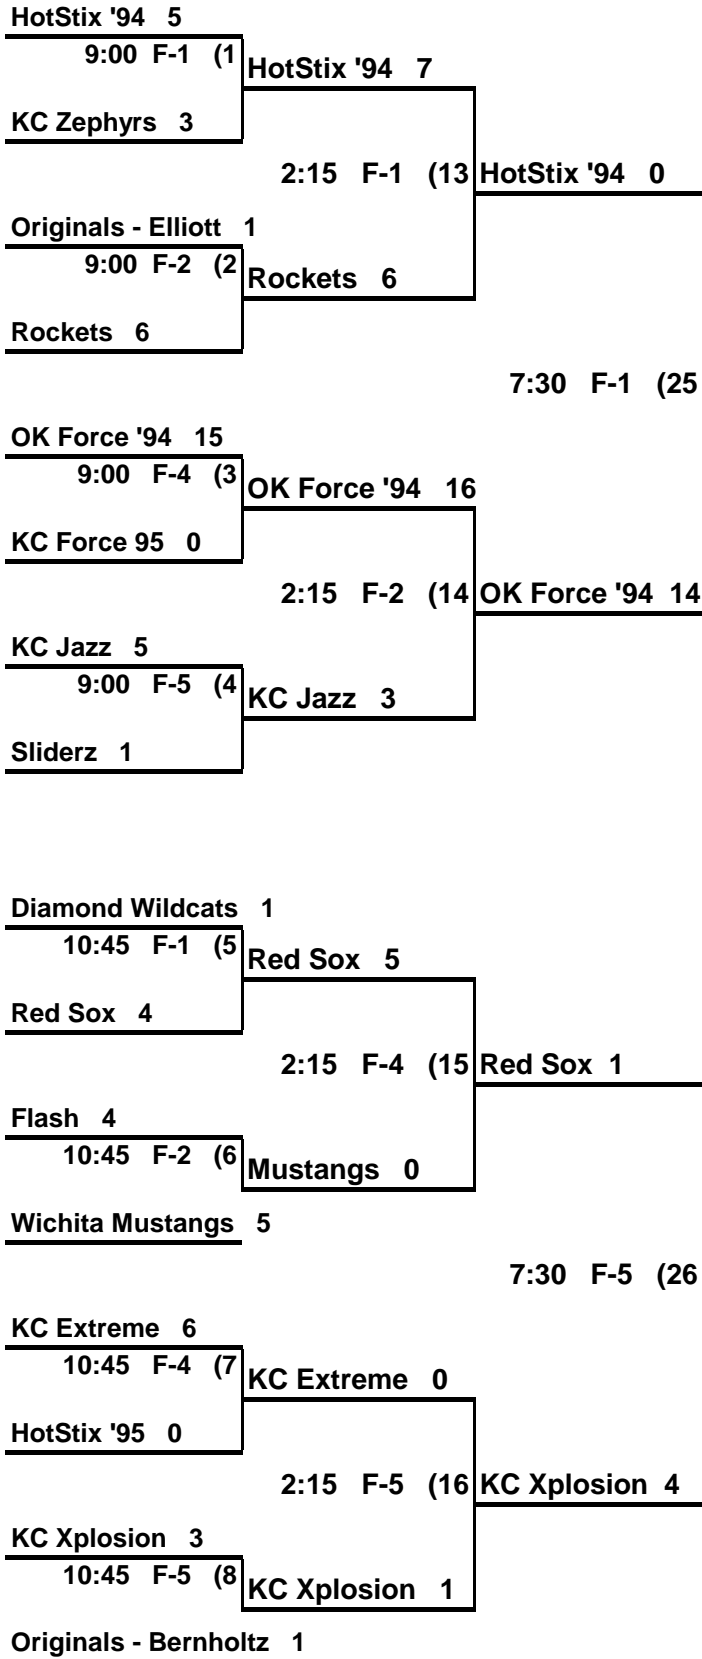 HotStix '94 5
9:00 F-1 (1
HotStix '94 7
KC Zephyrs 3
2:15 F-1 (13
HotStix '94 0
Originals - Elliott 1
9:00 F-2 (2
Rockets 6
Rockets 6
7:30 F-1 (25
OK Force '94 15
9:00 F-4 (3
OK Force '94 16
KC Force 95 0
2:15 F-2 (14
OK Force '94 14
KC Jazz 5
9:00 F-5 (4
KC Jazz 3
Sliderz 1
Diamond Wildcats 1
10:45 F-1 (5
Red Sox 5
Red Sox 4
2:15 F-4 (15
Red Sox 1
Flash 4
10:45 F-2 (6
Mustangs 0
Wichita Mustangs 5
7:30 F-5 (26
KC Extreme 6
10:45 F-4 (7
KC Extreme 0
HotStix '95 0
2:15 F-5 (16
KC Xplosion 4
KC Xplosion 3
10:45 F-5 (8
KC Xplosion 1
Originals - Bernholtz 1